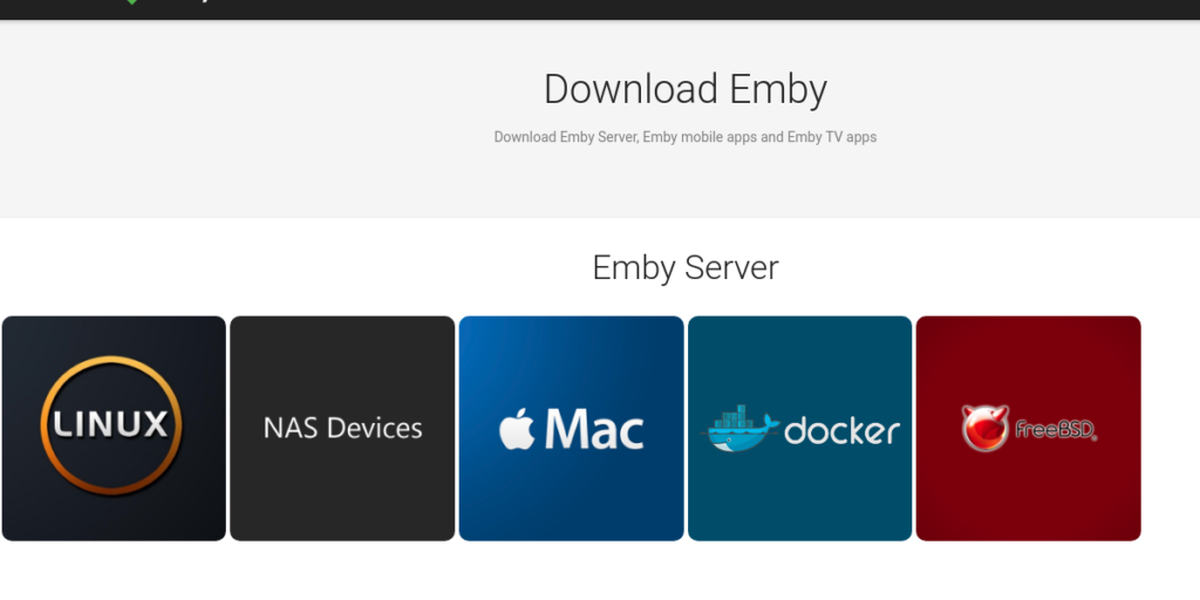 Download Emby
Download Emby Server, Emby mobile apps and Emby TV apps
Emby Server
LINUX
NAS Devices
Mac
docker
FreeBSD